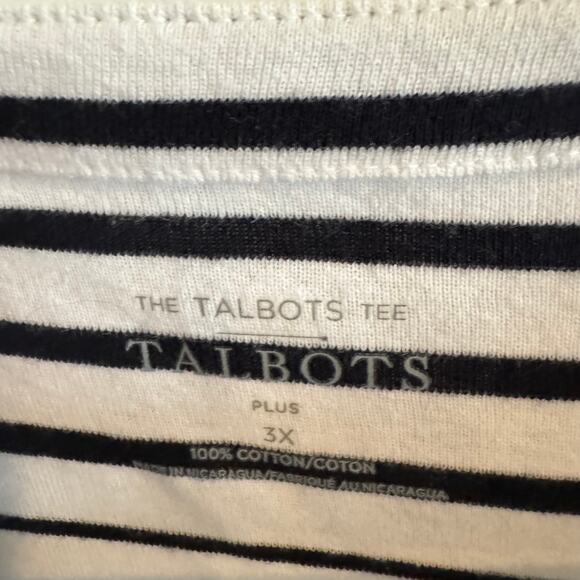 THE TALBOTS TEE
TALBOTS
PLUS
3X
100% COTTON/COTON
MADE IN NICARAGUA/FABRIQUÉ AU NICARAGUA